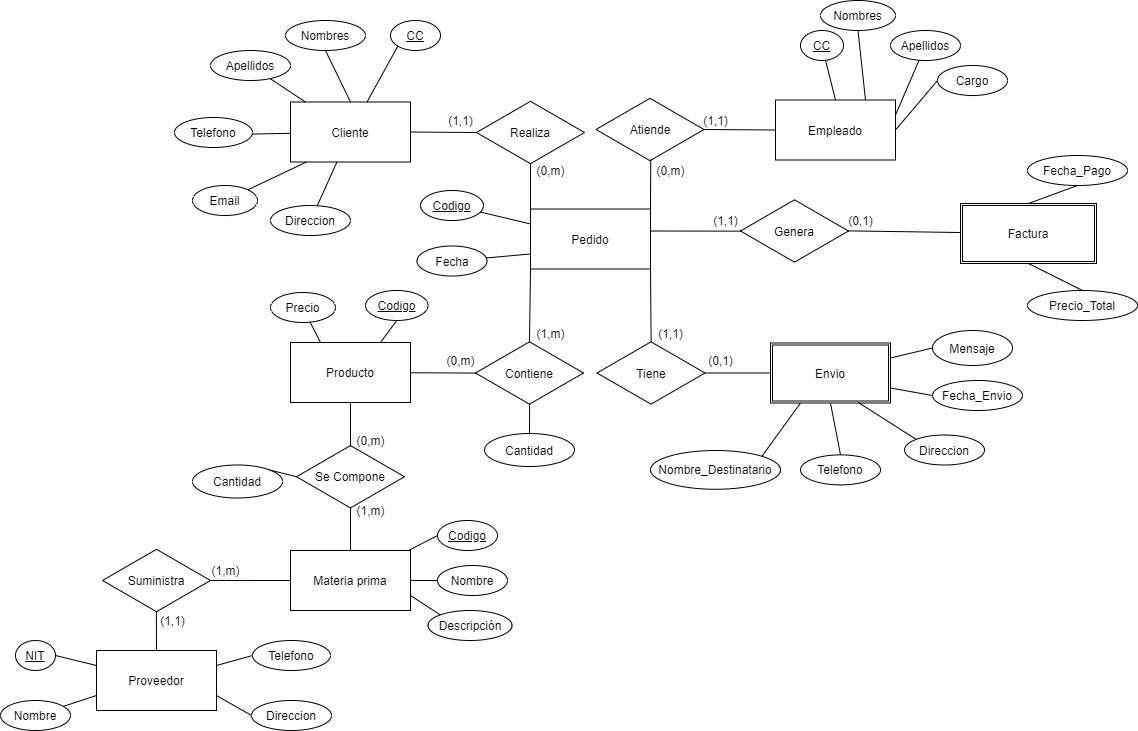 Nombres
Nombres
CC
CC
Apellidos
Apellidos
Cargo
Telefono
Cliente
(1,1)
Realiza
Atiende
(1,1)
Empleado
(0,m)
(0,m)
Fecha_Pago
Email
Direccion
Codigo
Pedido
(1,1)
Genera
(0,1)
Factura
Fecha
Precio
Codigo
Precio_Total
(1,m)
(1,1)
Mensaje
Producto
(0,m)
Contiene
Tiene
(0,1)
Envio
Fecha_Envio
(0,m)
Cantidad
Direccion
Cantidad
Se Compone
Nombre_Destinatario
Telefono
(1,m)
Codigo
Suministra
(1,m)
Materia prima
Nombre
(1,1)
Descripción
NIT
Telefono
Proveedor
Nombre
Direccion